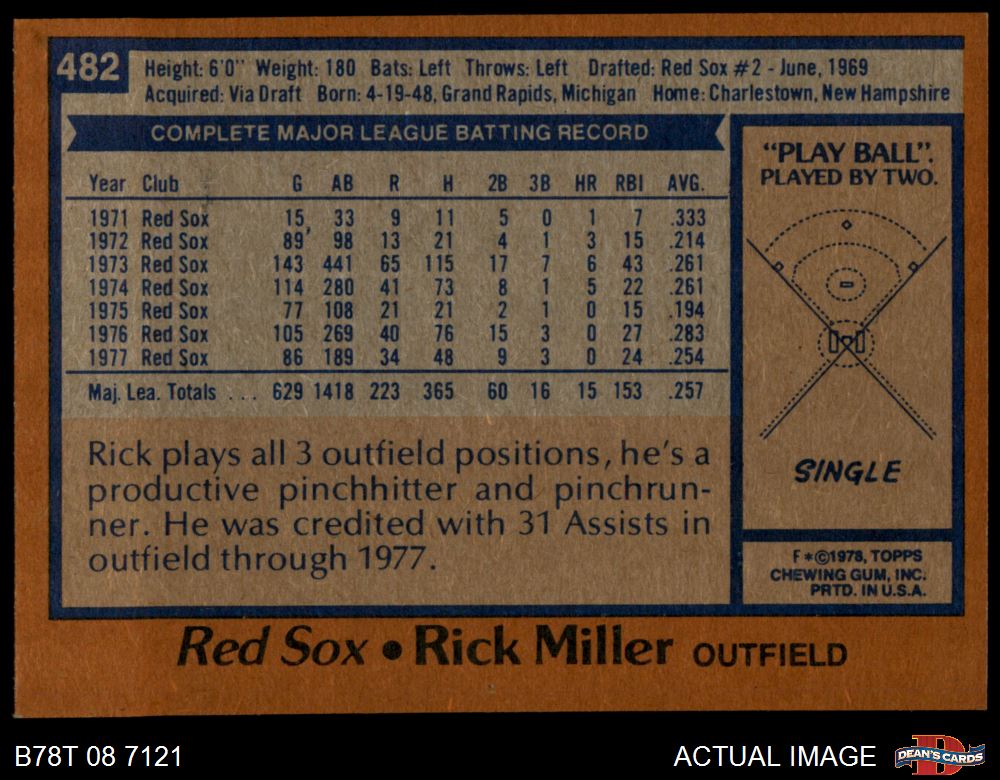 482
Height: 6'0" Weight: 180 Bats: Left Throws: Left Drafted: Red Sox #2 - June, 1969
Acquired: Via Draft Born: 4-19-48, Grand Rapids, Michigan Home: Charlestown, New Hampshire
COMPLETE MAJOR LEAGUE BATTING RECORD
Year Club G AB R H 2B 3B HR RBI AVG.
1971 Red Sox 15 33 9 11 5 0 1 7 .333
1972 Red Sox 89 98 13 21 4 1 3 15 .214
1973 Red Sox 143 441 65 115 17 7 6 43 .261
1974 Red Sox 114 280 41 73 8 1 5 22 .261
1975 Red Sox 77 108 21 21 2 1 0 15 .194
1976 Red Sox 105 269 40 76 15 3 0 27 .283
1977 Red Sox 86 189 34 48 9 3 0 24 .254
Maj. Lea. Totals . . . 629 1418 223 365 60 16 15 153 .257
Rick plays all 3 outfield positions, he's a
productive pinchhitter and pinchrun-
ner. He was credited with 31 Assists in
outfield through 1977.
"PLAY BALL".
PLAYED BY TWO.
SINGLE
F*©1978, TOPPS
CHEWING GUM, INC.
PRTD. IN U.S.A.
Red Sox • Rick Miller OUTFIELD
B78T 08 7121
ACTUAL IMAGE
DEAN'S CARDS